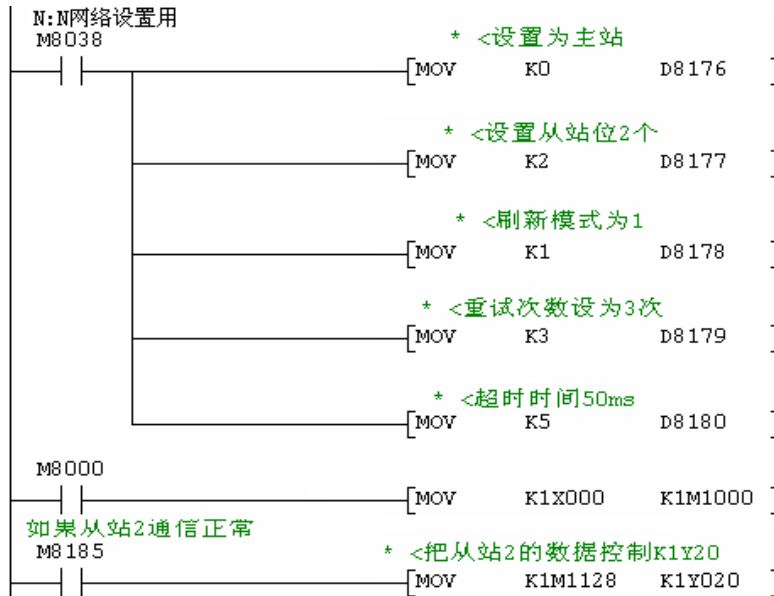 N:N网络设置用
M8038
* <设置为主站
[MOV K0 D8176 ]
* <设置从站位2个
[MOV K2 D8177 ]
* <刷新模式为1
[MOV K1 D8178 ]
* <重试次数设为3次
[MOV K3 D8179 ]
* <超时时间50ms
[MOV K5 D8180 ]
M8000
[MOV K1X000 K1M1000 ]
如果从站2通信正常
M8185
* <把从站2的数据控制K1Y20
[MOV K1M1128 K1Y020 ]